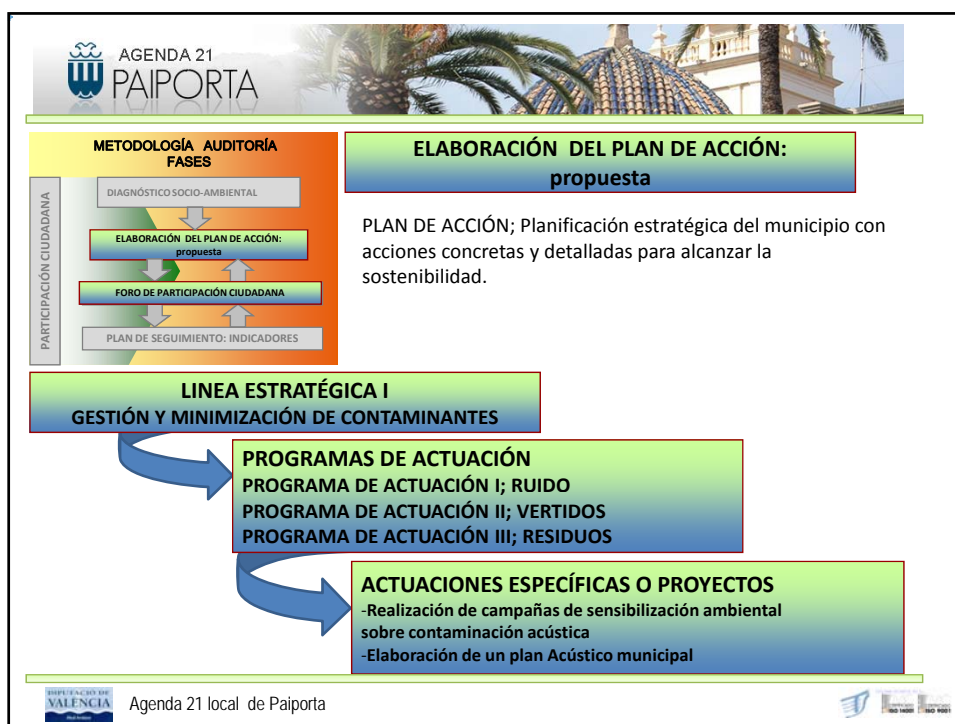 AGENDA 21
PAIPORTA
METODOLOGÍA AUDITORÍA
FASES
PARTICIPACIÓN CIUDADANA
DIAGNÓSTICO SOCIO-AMBIENTAL
ELABORACIÓN DEL PLAN DE ACCIÓN:
propuesta
FORO DE PARTICIPACIÓN CIUDADANA
PLAN DE SEGUIMIENTO: INDICADORES
ELABORACIÓN DEL PLAN DE ACCIÓN:
propuesta
PLAN DE ACCIÓN; Planificación estratégica del municipio con
acciones concretas y detalladas para alcanzar la
sostenibilidad.
LINEA ESTRATÉGICA I
GESTIÓN Y MINIMIZACIÓN DE CONTAMINANTES
PROGRAMAS DE ACTUACIÓN
PROGRAMA DE ACTUACIÓN I; RUIDO
PROGRAMA DE ACTUACIÓN II; VERTIDOS
PROGRAMA DE ACTUACIÓN III; RESIDUOS
ACTUACIONES ESPECÍFICAS O PROYECTOS
-Realización de campañas de sensibilización ambiental
sobre contaminación acústica
-Elaboración de un plan Acústico municipal
DIPUTACIÓ DE
VALÈNCIA
Agenda 21 local de Paiporta
ISO 14001
ISO 9001